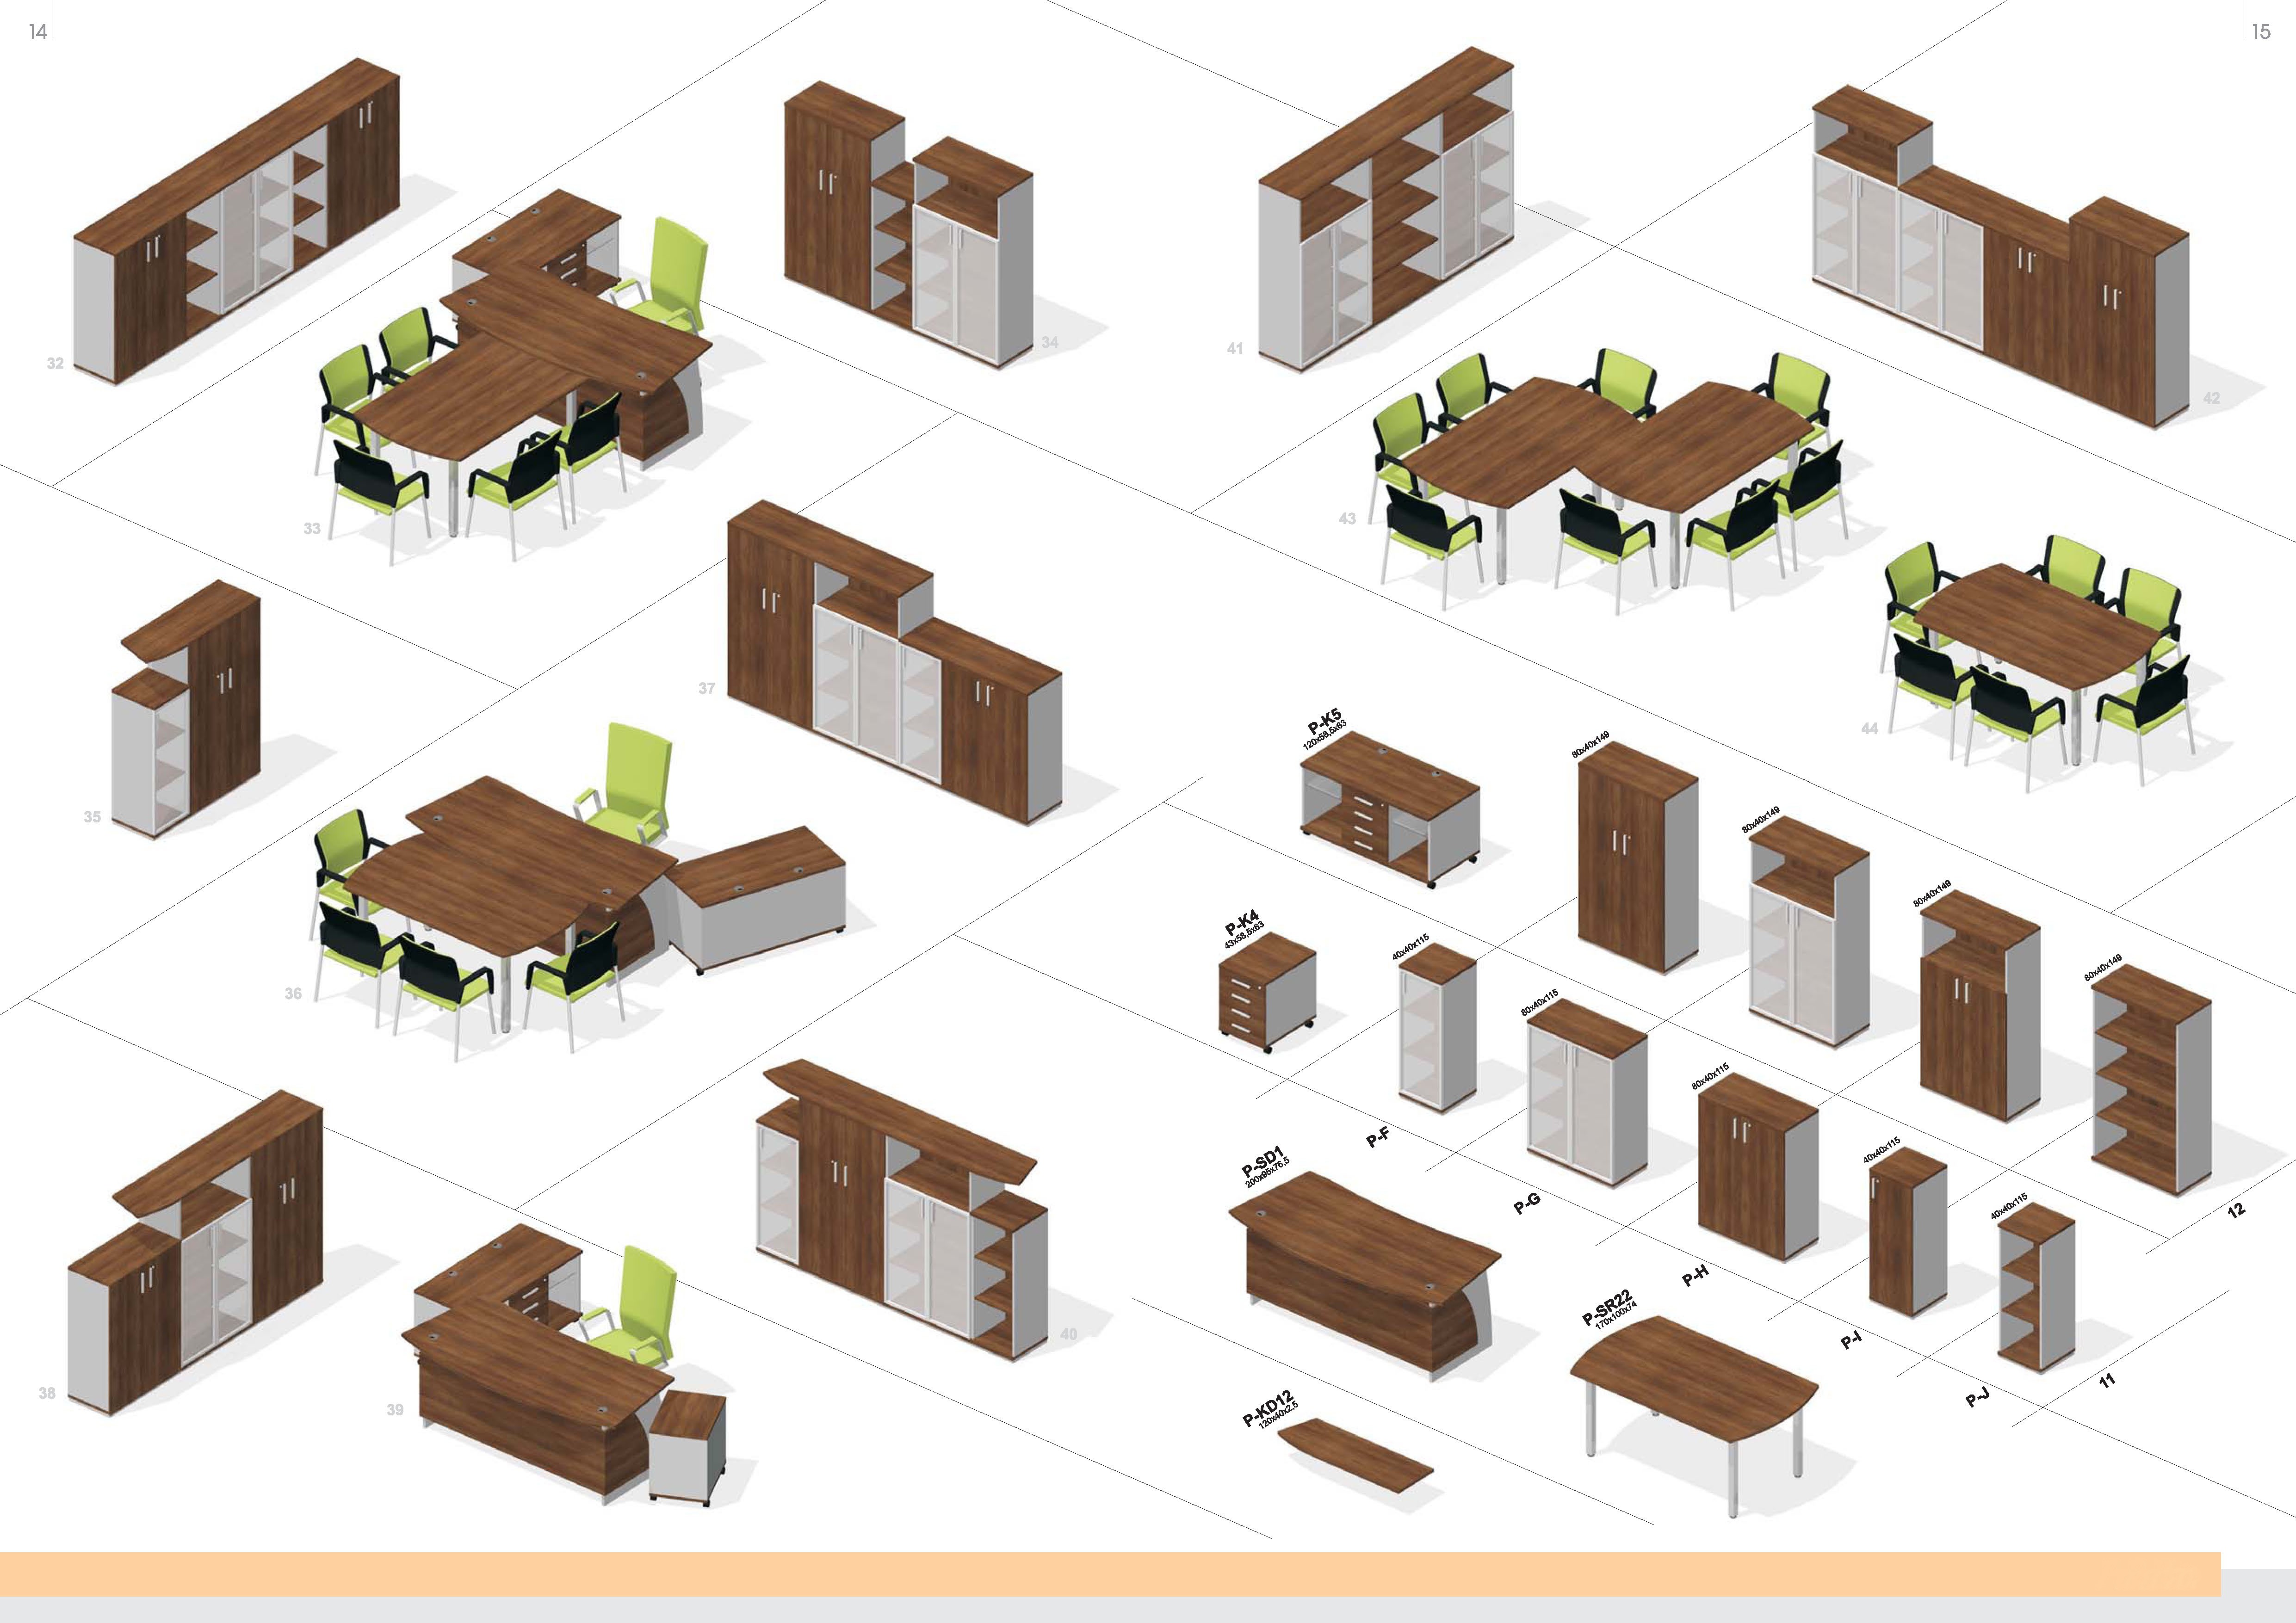 14
15
32
33
34
35
36
37
38
39
40
41
42
43
44
P-K5
120x58,5x63
80x40x149
80x40x149
80x40x149
80x40x149
P-K4
43x58,5x63
40x40x115
80x40x115
80x40x115
40x40x115
40x40x115
P-F
P-G
P-H
P-I
P-J
11
12
P-SD1
200x95x76,5
P-SR22
170x100x74
P-KD12
120x40x2,5